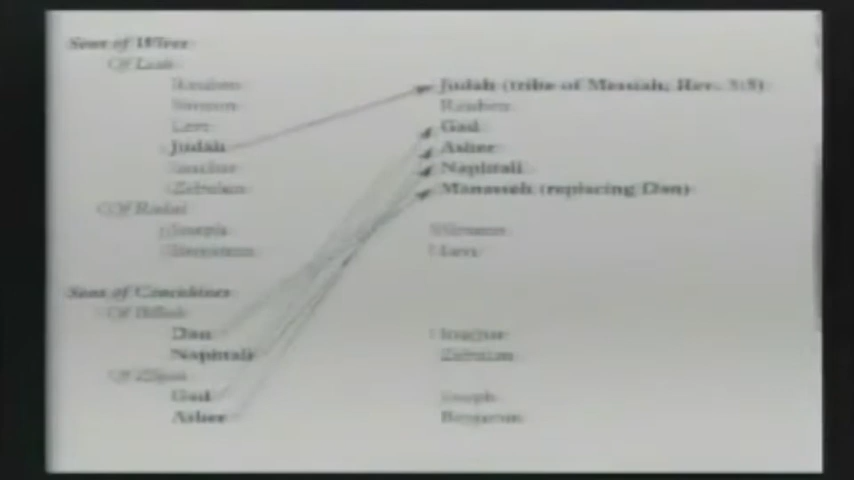 Sons of Wives
Of Leah
Reuben
Simeon
Levi
Judah
Issachar
Zebulun
Of Rachel
Joseph
Benjamin
Sons of Concubines
Of Bilhah
Dan
Naphtali
Of Zilpah
Gad
Asher
Judah (tribe of Messiah; Rev. 5:5)
Reuben
Gad
Asher
Naphtali
Manasseh (replacing Dan)
Simeon
Levi
Issachar
Zebulun
Joseph
Benjamin